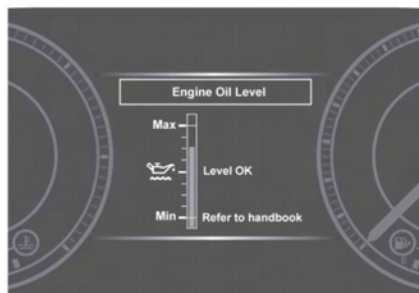 Engine Oil Level
Max
Level OK
Min
Refer to handbook